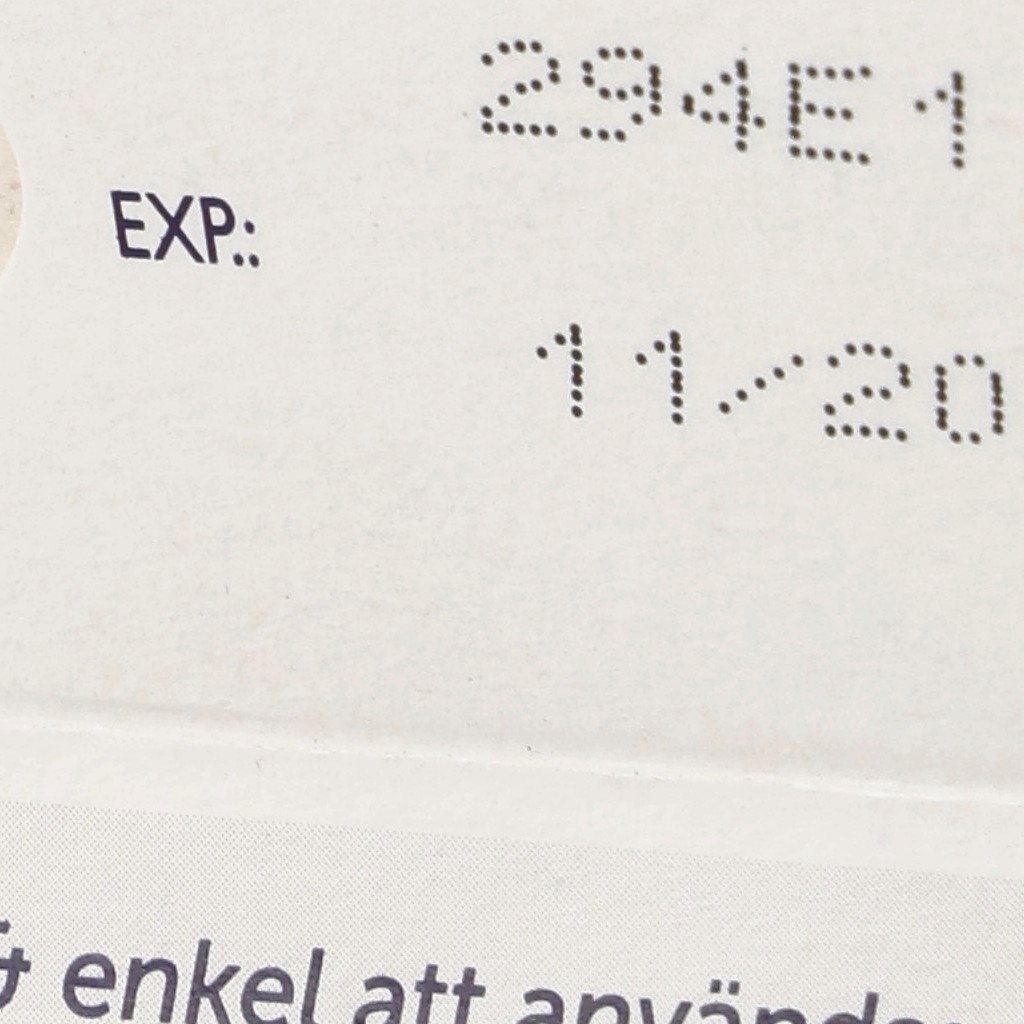 294E1
EXP.:
11/20
enkel att